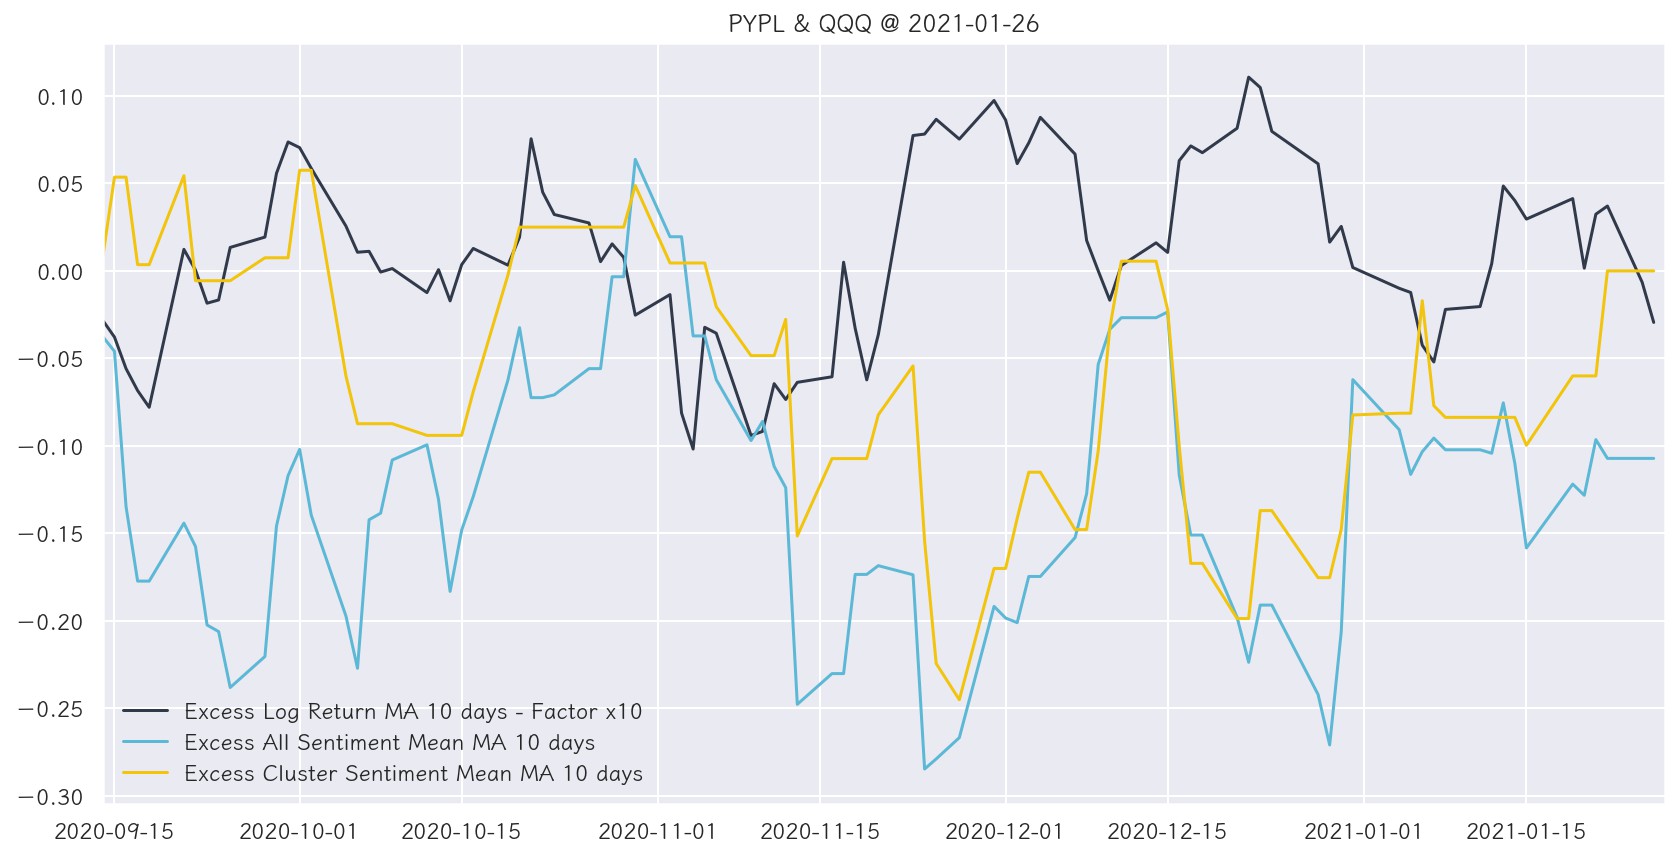 PYPL & QQQ @ 2021-01-26
0.10
0.05
0.00
−0.05
−0.10
−0.15
−0.20
−0.25
−0.30
Excess Log Return MA 10 days - Factor x10
Excess All Sentiment Mean MA 10 days
Excess Cluster Sentiment Mean MA 10 days
2020-09-15 2020-10-01 2020-10-15 2020-11-01 2020-11-15 2020-12-01 2020-12-15 2021-01-01 2021-01-15